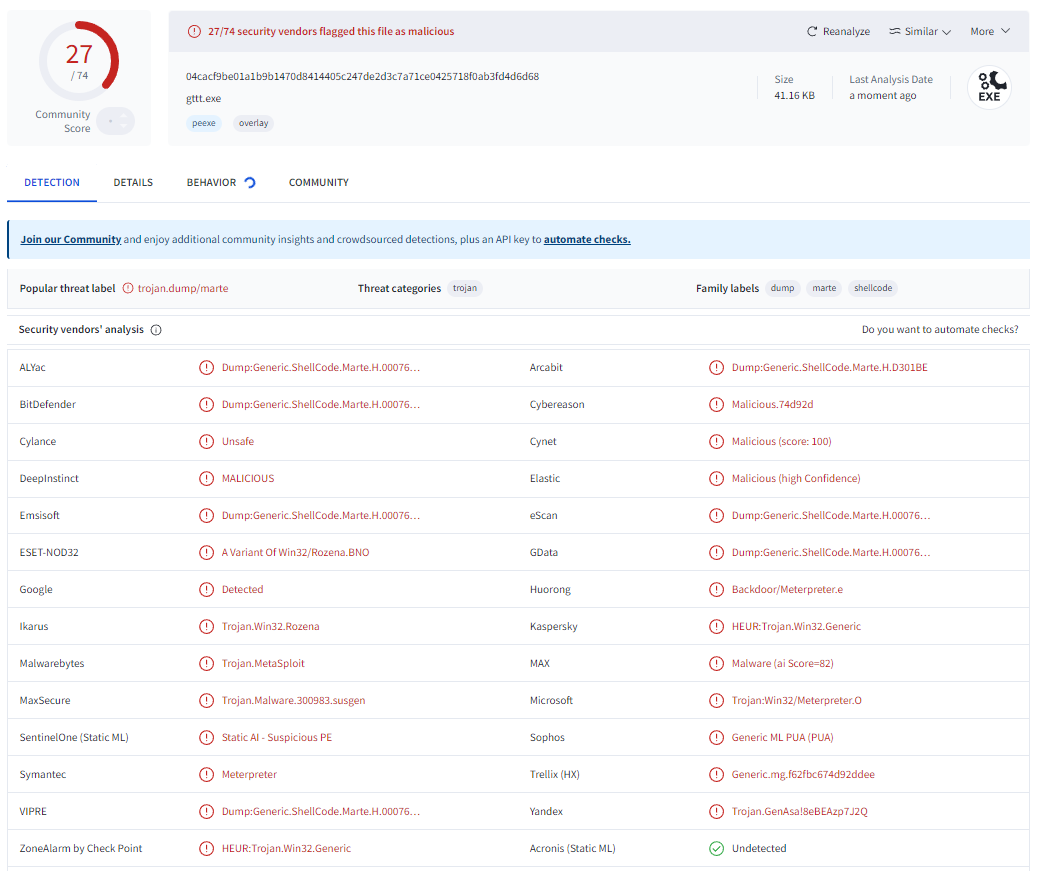 27
/ 74
Community
Score
-
27/74 security vendors flagged this file as malicious
Reanalyze
Similar
More
04cacf9be01a1b9b1470d8414405c247de2d3c7a71ce0425718f0ab3fd4d6d68
gttt.exe
peexe
overlay
Size
41.16 KB
Last Analysis Date
a moment ago
EXE
DETECTION
DETAILS
BEHAVIOR
COMMUNITY
Join our Community and enjoy additional community insights and crowdsourced detections, plus an API key to automate checks.
Popular threat label trojan.dump/marte
Threat categories trojan
Family labels dump marte shellcode
Security vendors' analysis
Do you want to automate checks?
ALYac Dump:Generic.ShellCode.Marte.H.00076… Arcabit Dump:Generic.ShellCode.Marte.H.D301BE
BitDefender Dump:Generic.ShellCode.Marte.H.00076… Cybereason Malicious.74d92d
Cylance Unsafe Cynet Malicious (score: 100)
DeepInstinct MALICIOUS Elastic Malicious (high Confidence)
Emsisoft Dump:Generic.ShellCode.Marte.H.00076… eScan Dump:Generic.ShellCode.Marte.H.00076…
ESET-NOD32 A Variant Of Win32/Rozena.BNO GData Dump:Generic.ShellCode.Marte.H.00076…
Google Detected Huorong Backdoor/Meterpreter.e
Ikarus Trojan.Win32.Rozena Kaspersky HEUR:Trojan.Win32.Generic
Malwarebytes Trojan.MetaSploit MAX Malware (ai Score=82)
MaxSecure Trojan.Malware.300983.susgen Microsoft Trojan:Win32/Meterpreter.O
SentinelOne (Static ML) Static AI - Suspicious PE Sophos Generic ML PUA (PUA)
Symantec Meterpreter Trellix (HX) Generic.mg.f62fbc674d92ddee
VIPRE Dump:Generic.ShellCode.Marte.H.00076… Yandex Trojan.GenAsa!8eBEAzp7J2Q
ZoneAlarm by Check Point HEUR:Trojan.Win32.Generic Acronis (Static ML) Undetected